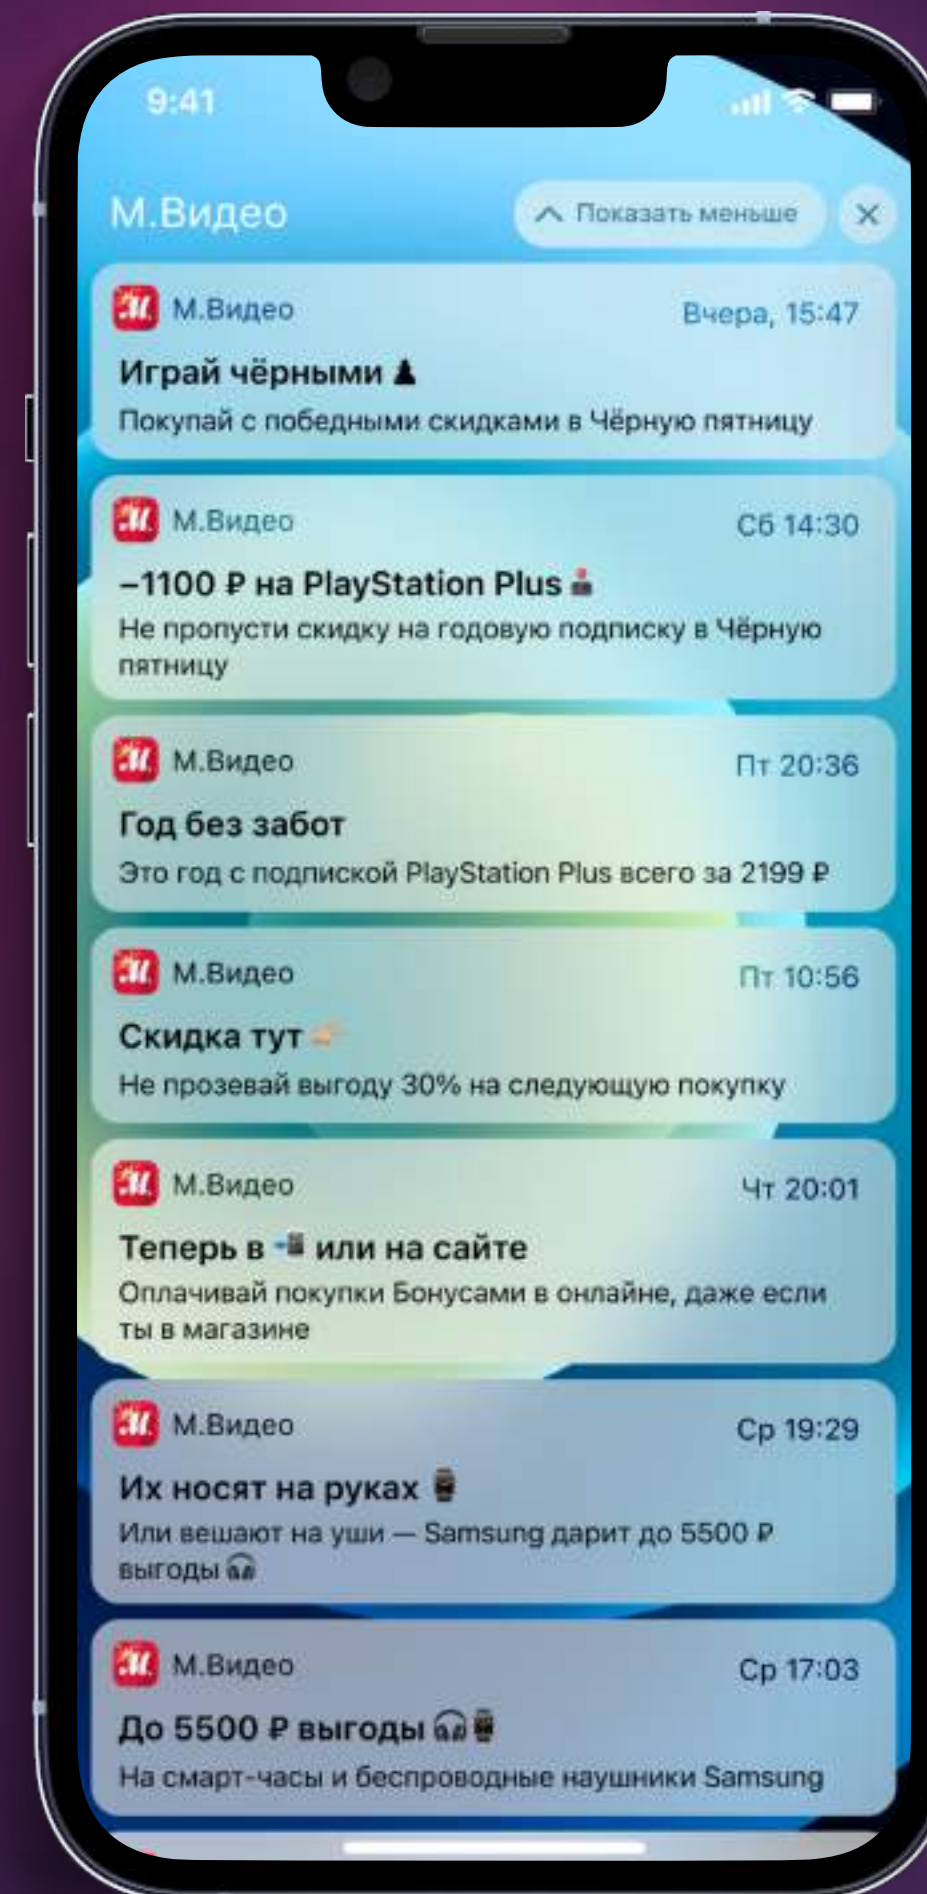 9:41
М.Видео
Показать меньше
М.Видео
Вчера, 15:47
Играй чёрными
Покупай с победными скидками в Чёрную пятницу
М.Видео
Сб 14:30
–1100 ₽ на PlayStation Plus
Не пропусти скидку на годовую подписку в Чёрную
пятницу
М.Видео
Пт 20:36
Год без забот
Это год с подпиской PlayStation Plus всего за 2199 ₽
М.Видео
Пт 10:56
Скидка тут
Не прозевай выгоду 30% на следующую покупку
М.Видео
Чт 20:01
Теперь в 📲 или на сайте
Оплачивай покупки Бонусами в онлайне, даже если
ты в магазине
М.Видео
Ср 19:29
Их носят на руках
Или вешают на уши — Samsung дарит до 5500 ₽
выгоды 🎧
М.Видео
Ср 17:03
До 5500 ₽ выгоды 🎧
На смарт-часы и беспроводные наушники Samsung